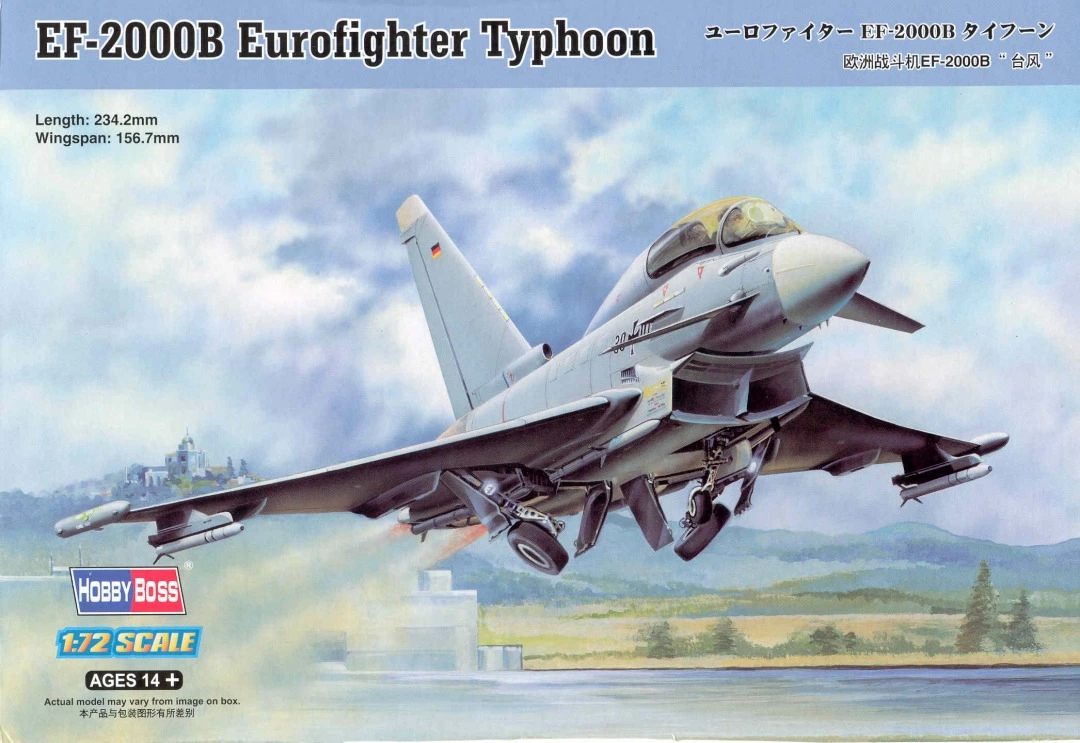 EF-2000B Eurofighter Typhoon
ユーロファイター EF-2000B タイフーン
欧洲战斗机EF-2000B “台风”
Length: 234.2mm
Wingspan: 156.7mm
30
HOBBY BOSS®
1:72 SCALE
AGES 14+
Actual model may vary from image on box.
本产品与包装图形有所差别